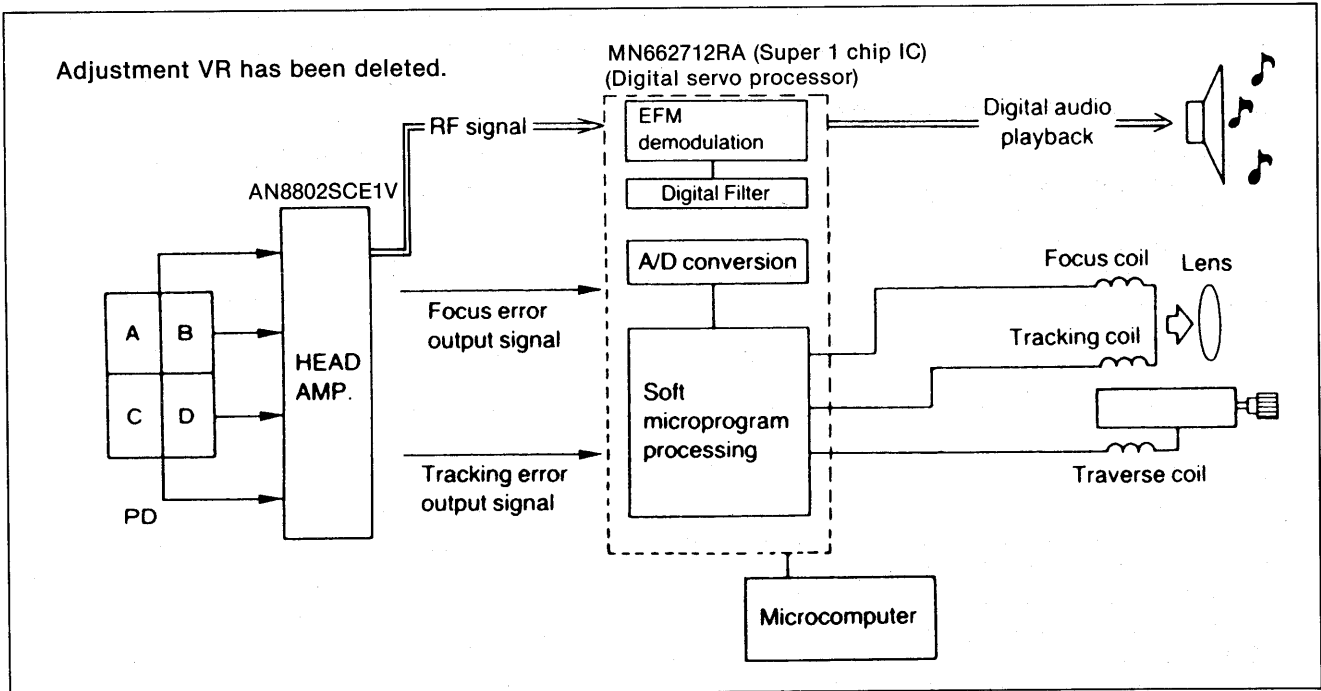 Adjustment VR has been deleted.
MN662712RA (Super 1 chip IC)
(Digital servo processor)
RF signal
EFM
demodulation
Digital Filter
Digital audio
playback
AN8802SCE1V
A/D conversion
Focus coil
Lens
Focus error
output signal
A
B
HEAD
AMP.
Tracking coil
C
D
Soft
microprogram
processing
Tracking error
output signal
Traverse coil
PD
Microcomputer